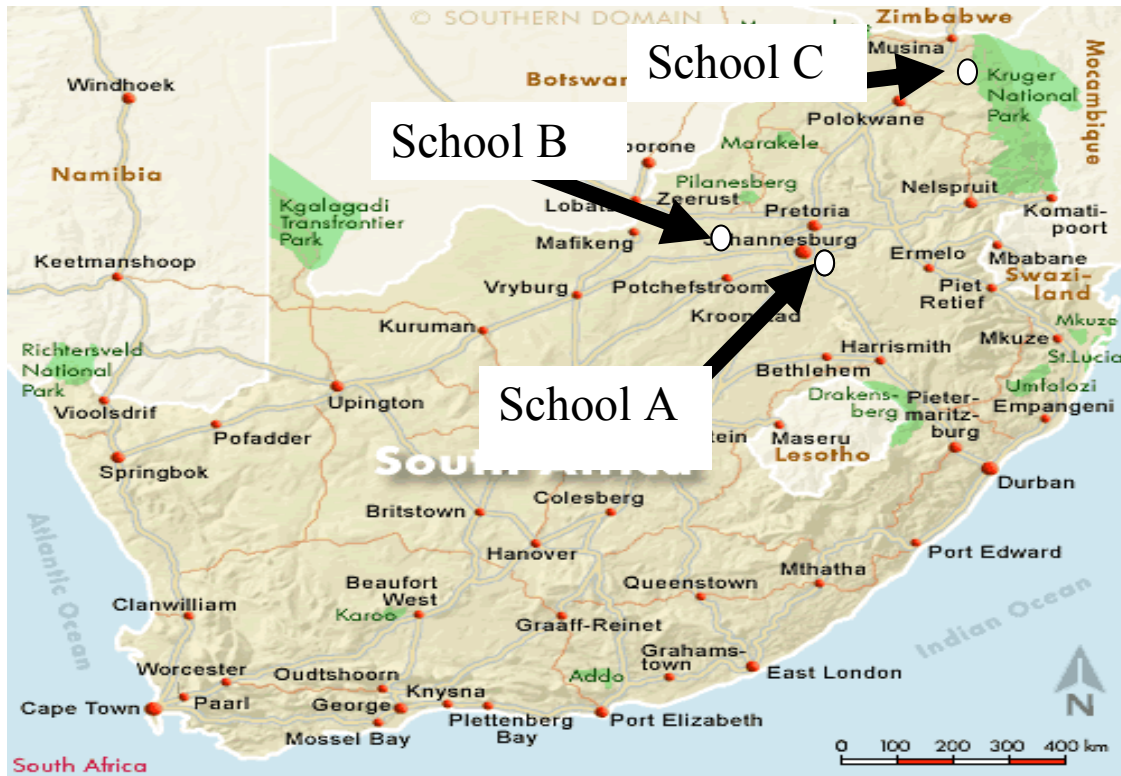 © SOUTHERN DOMAIN
Zimbabwe
Musina
Windhoek
School C
Kruger
National
Park
Mocambique
Polokwane
School B
Marakele
Namibia
Pilanesberg
Zeerust
Nelspruit
Kgalagadi
Transfrontier
Park
Pretoria
Komati-
poort
Mafikeng
Ermelo
Mbabane
Swazi-
land
Keetmanshoop
Vryburg
Potchefstroom
Piet
Retief
Mkuze
Kuruman
Mkuze
Harrismith
St.Lucia
Richtersveld
National
Park
Bethlehem
Umfolozi
Upington
School A
Drakens-
berg
Pieter-
maritz-
burg
Empangeni
Vioolsdrif
Pofadder
Maseru
Lesotho
Springbok
South Africa
Durban
Colesberg
Britstown
Atlantic Ocean
Hanover
Port Edward
Mthatha
Beaufort
West
Queenstown
Clanwilliam
Karoo
Graaff-Reinet
Indian Ocean
Grahams-
town
Worcester
Oudtshoorn
Addo
East London
Cape Town
Paarl
George
Knysna
Plettenberg
Bay
Port Elizabeth
Mossel Bay
N
0 100 200 300 400 km
South Africa